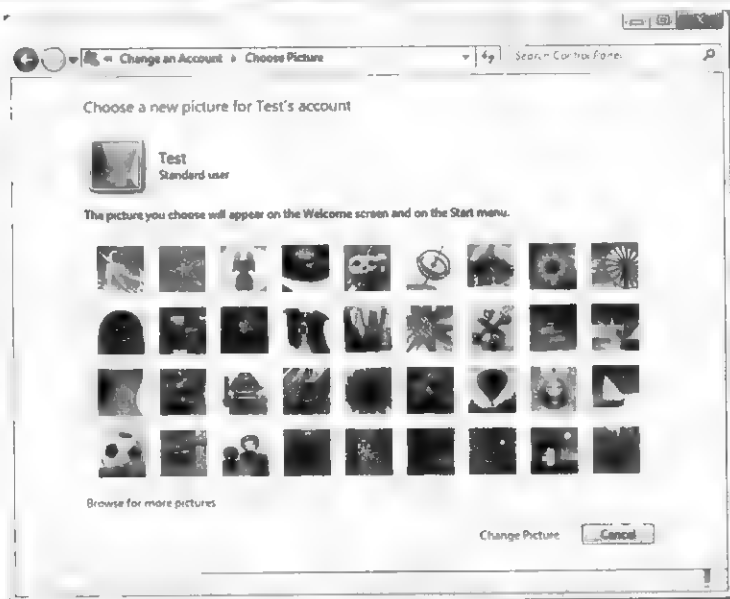 « Change an Account ▸ Choose Picture
Search Control Panel
Choose a new picture for Test's account
Test
Standard user
The picture you choose will appear on the Welcome screen and on the Start menu.
Browse for more pictures
Change Picture
Cancel